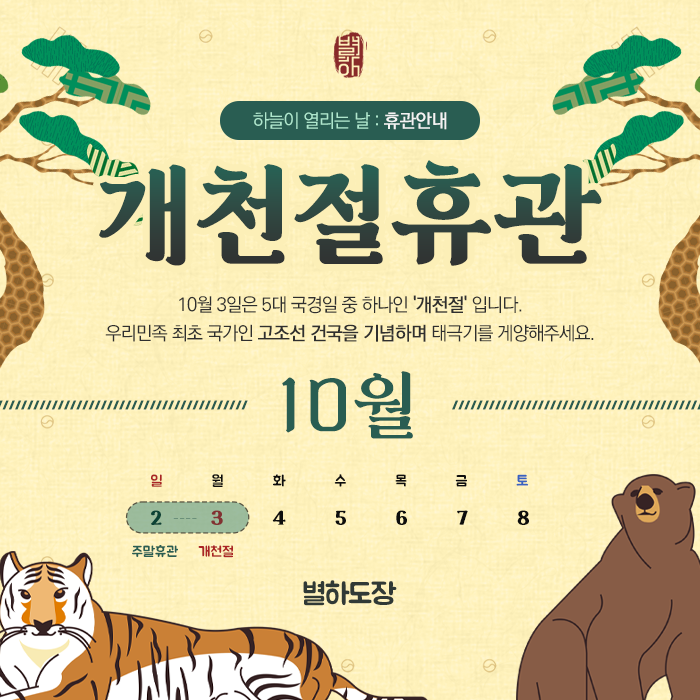 별하
하늘이 열리는 날 : 휴관안내
개천절휴관
10월 3일은 5대 국경일 중 하나인 '개천절' 입니다.
우리민족 최초 국가인 고조선 건국을 기념하며 태극기를 게양해주세요.
10월
일 월 화 수 목 금 토
2 ---- 3 4 5 6 7 8
주말휴관 개천절
별하도장